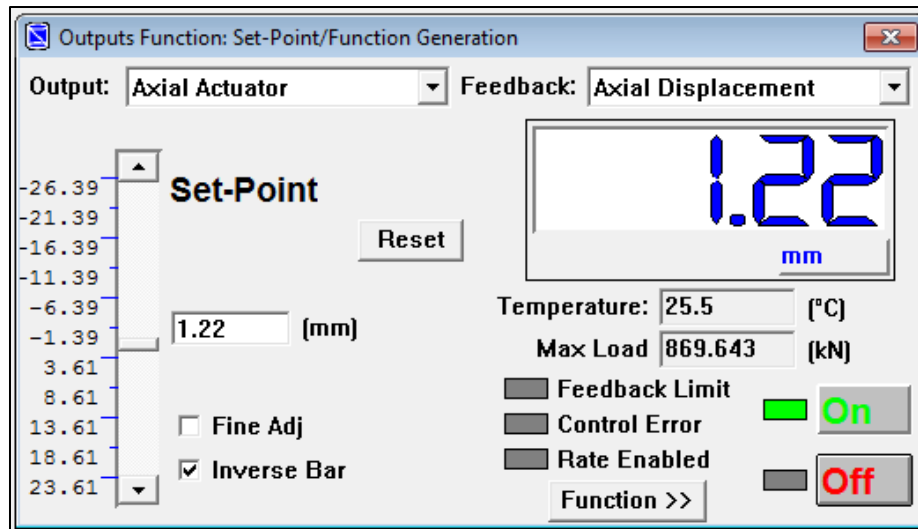 Outputs Function: Set-Point/Function Generation
Output: Axial Actuator Feedback: Axial Displacement
1.22
mm
-26.39
-21.39
-16.39
-11.39
-6.39
-1.39
3.61
8.61
13.61
18.61
23.61
Set-Point
Reset
1.22 (mm)
Fine Adj
Inverse Bar
Temperature: 25.5 (°C)
Max Load 869.643 (kN)
Feedback Limit
Control Error
Rate Enabled
Function >>
On
Off